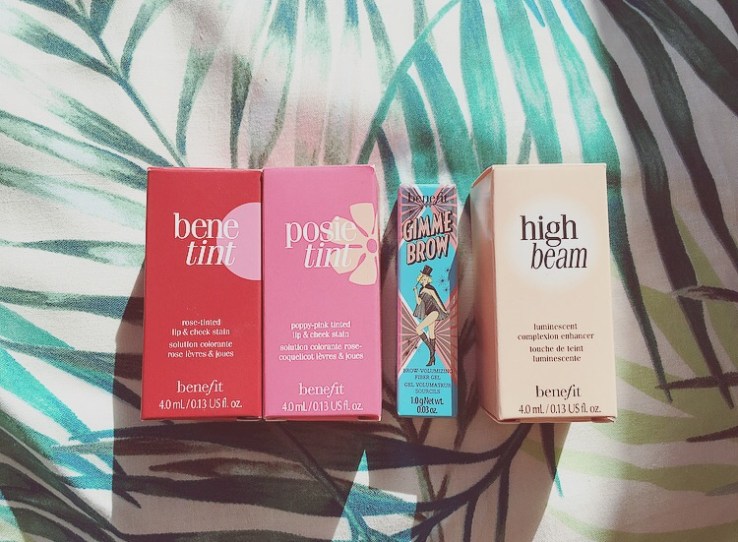 bene
tint
rose-tinted
lip & cheek stain
solution colorante
rose lèvres & joues
benefit
4.0 mL / 0.13 US fl. oz.
posie
tint
poppy-pink tinted
lip & cheek stain
solution colorante rose-
coquelicot lèvres & joues
benefit
4.0 mL / 0.13 US fl. oz.
benefit
GIMME
BROW
BROW-VOLUMIZING
FIBER GEL
GEL VOLUMATEUR
SOURCILS
1.0 g Net wt.
0.03 oz.
high
beam
luminescent
complexion enhancer
touche de teint
luminescente
benefit
4.0 mL / 0.13 US fl. oz.